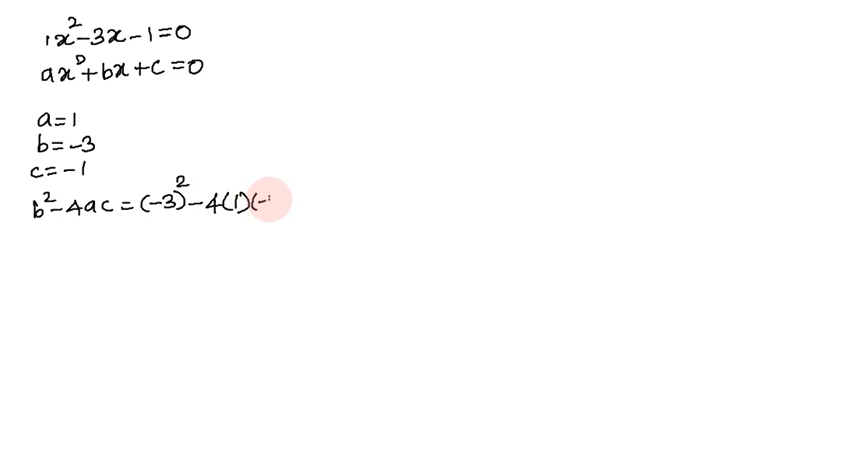 1x²-3x-1=0
ax²+bx+c=0
a=1
b=-3
c=-1
b²-4ac=(-3)²-4(1)(-